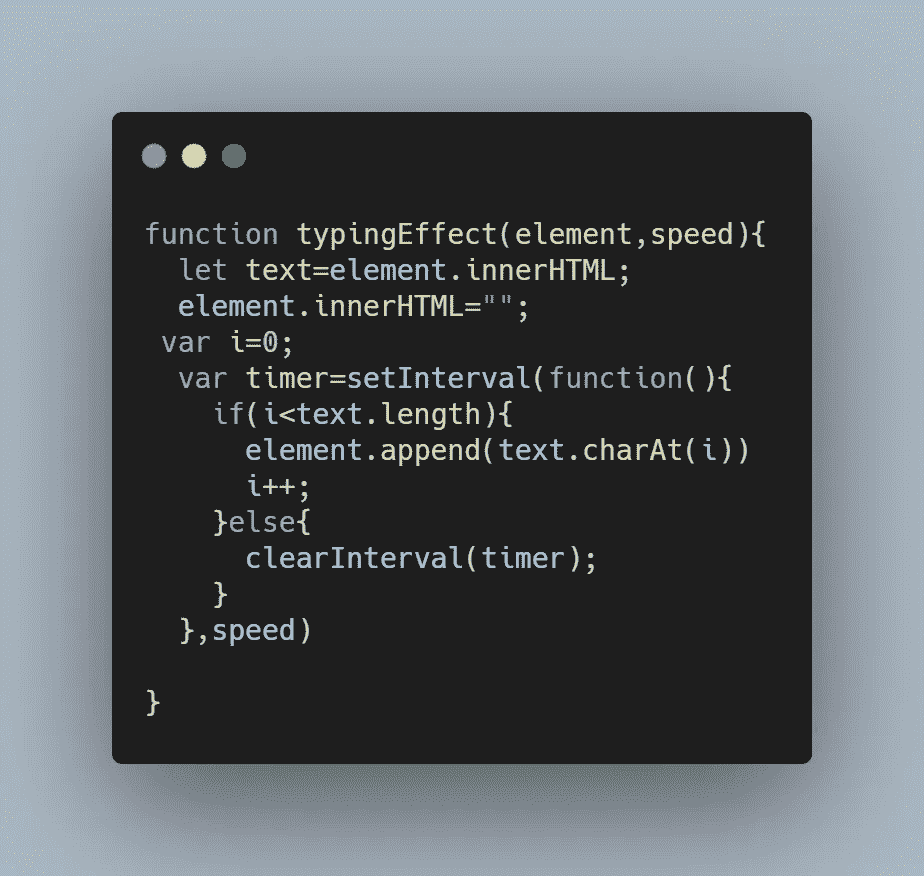 function typingEffect(element,speed){
  let text=element.innerHTML;
  element.innerHTML="";
 var i=0;
  var timer=setInterval(function(){
    if(i<text.length){
      element.append(text.charAt(i))
      i++;
    }else{
      clearInterval(timer);
    }
  },speed)

}